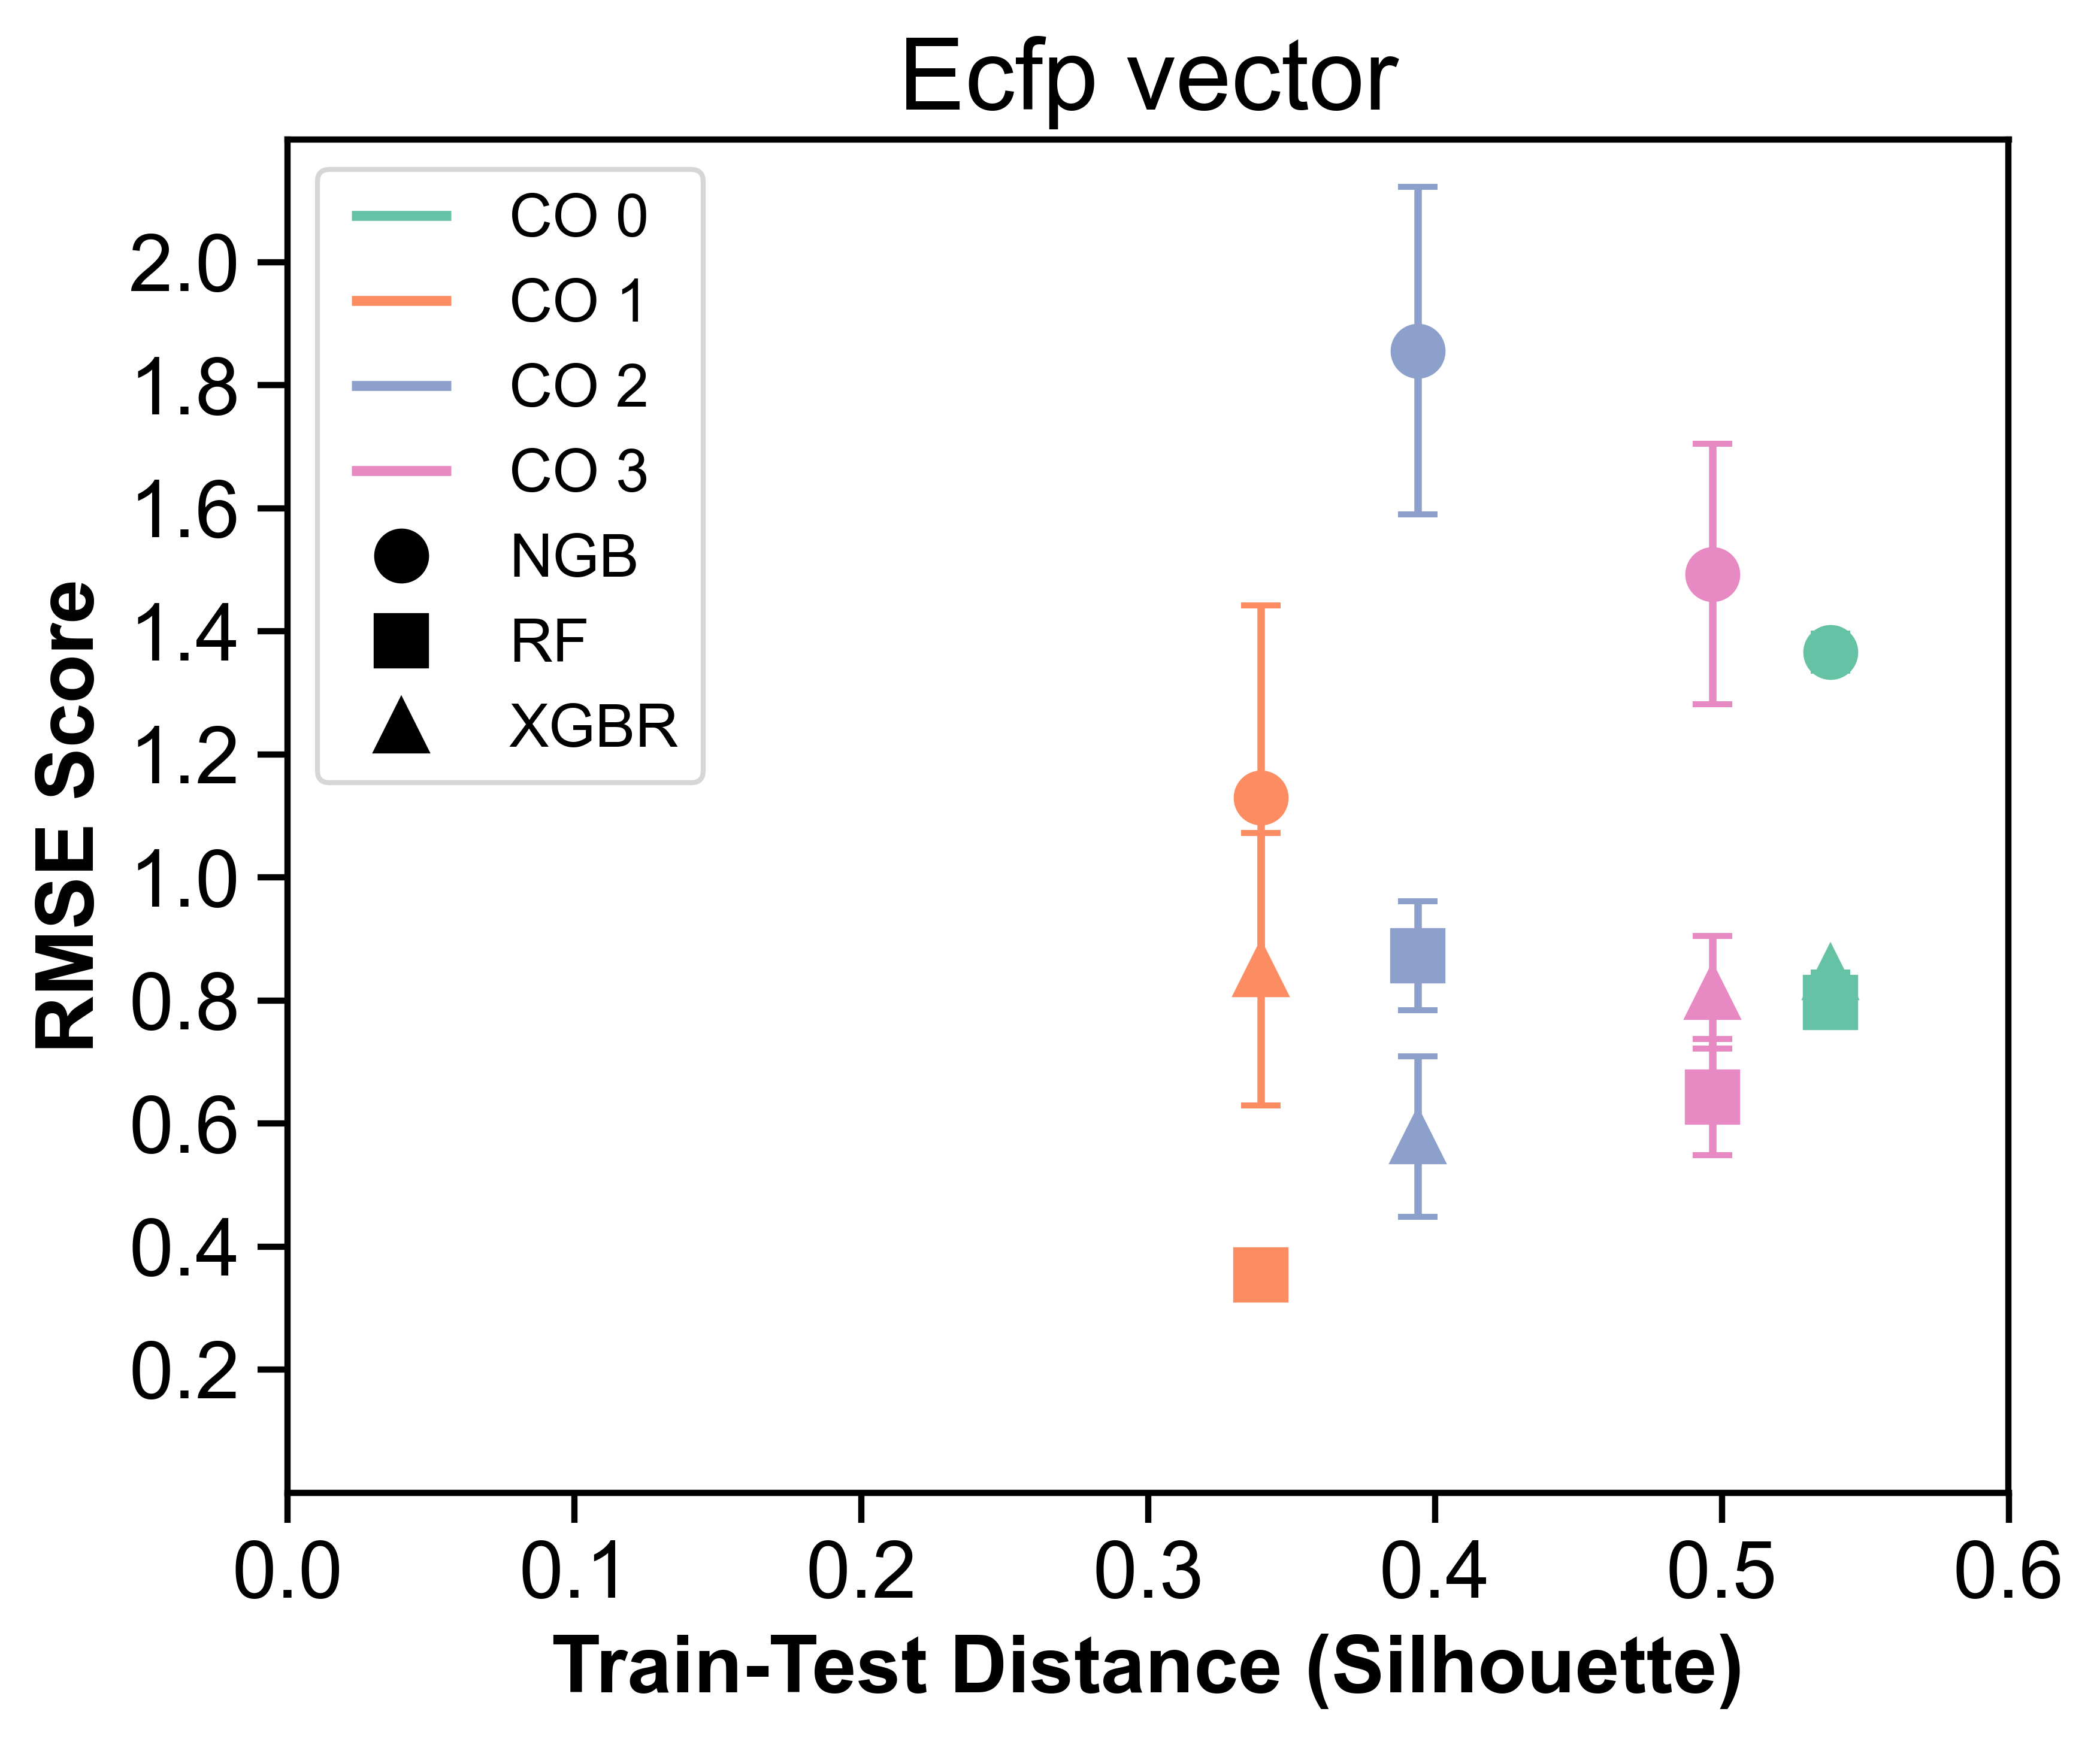 Ecfp vector
CO 0
CO 1
CO 2
CO 3
NGB
RF
XGBR
RMSE Score
2.0
1.8
1.6
1.4
1.2
1.0
0.8
0.6
0.4
0.2
0.0 0.1 0.2 0.3 0.4 0.5 0.6
Train-Test Distance (Silhouette)